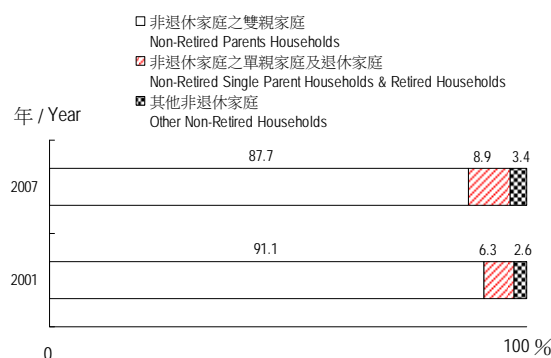 非退休家庭之雙親家庭
Non-Retired Parents Households
非退休家庭之單親家庭及退休家庭
Non-Retired Single Parent Households & Retired Households
其他非退休家庭
Other Non-Retired Households
年 / Year
87.7 8.9 3.4
2007
91.1 6.3 2.6
2001
0 100 %